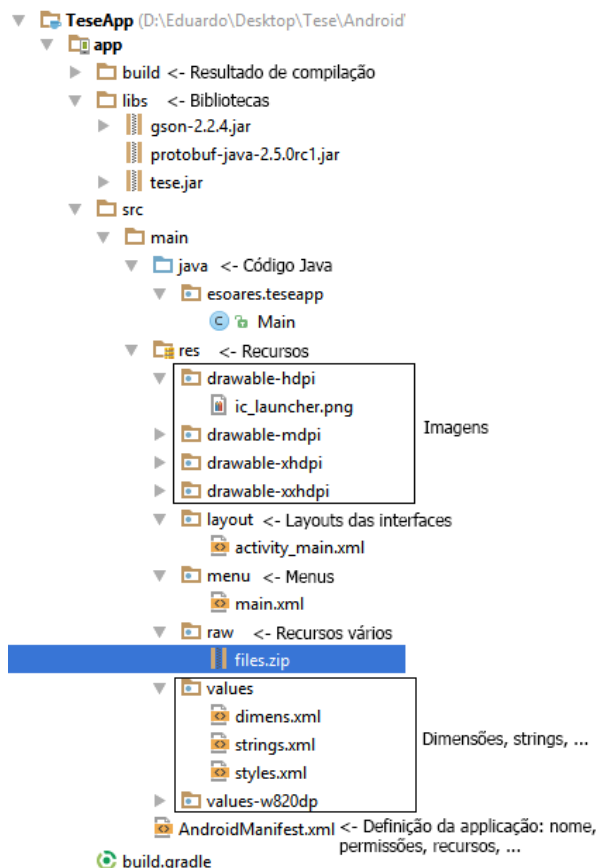 TeseApp (D:\Eduardo\Desktop\Tese\Android
app
build <- Resultado de compilação
libs <- Bibliotecas
gson-2.2.4.jar
protobuf-java-2.5.0rc1.jar
tese.jar
src
main
java <- Código Java
esoares.teseapp
C Main
res <- Recursos
drawable-hdpi
ic_launcher.png
drawable-mdpi
Imagens
drawable-xhdpi
drawable-xxhdpi
layout <- Layouts das interfaces
activity_main.xml
menu <- Menus
main.xml
raw <- Recursos vários
files.zip
values
dimens.xml
strings.xml
Dimensões, strings, ...
styles.xml
values-w820dp
AndroidManifest.xml <- Definição da applicação: nome,
permissões, recursos, ...
build.gradle